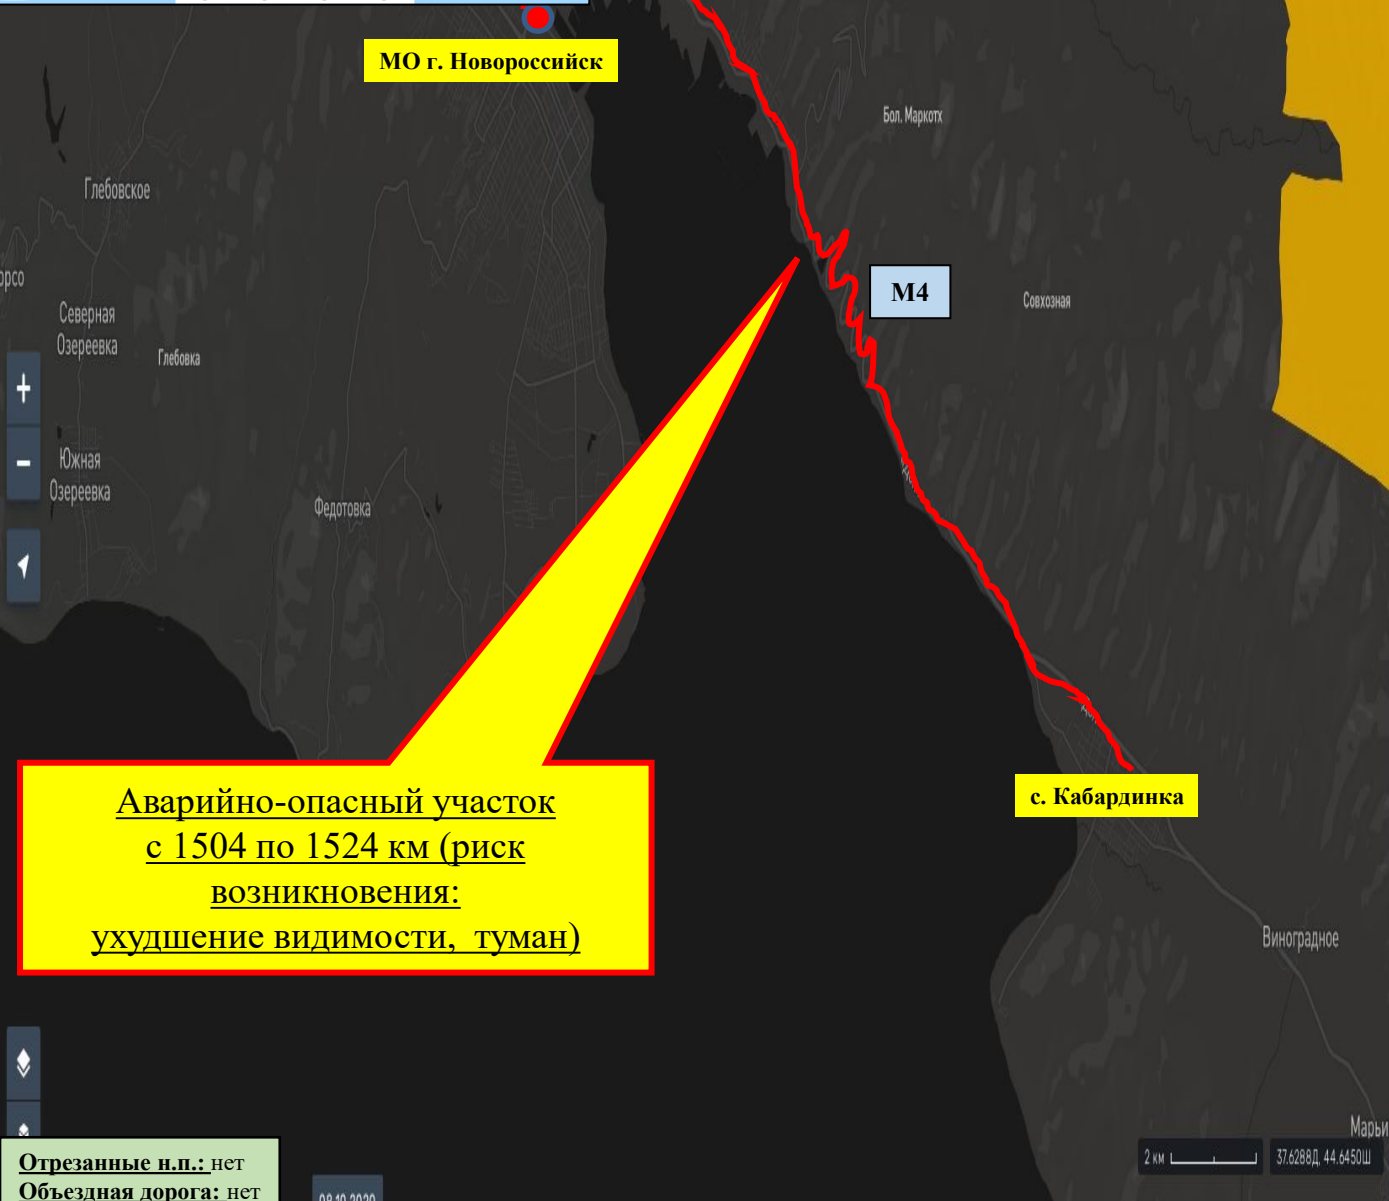 МО г. Новороссийск
Бол. Маркотх
Глебовское
М4
Совхозная
Северная
Озереевка
Глебовка
+
−
Южная
Озереевка
Федотовка
Аварийно-опасный участок
с 1504 по 1524 км (риск
возникновения:
ухудшение видимости, туман)
с. Кабардинка
Виноградное
2 км
37.6288Д, 44.6450Ш
Отрезанные н.п.: нет
Объездная дорога: нет